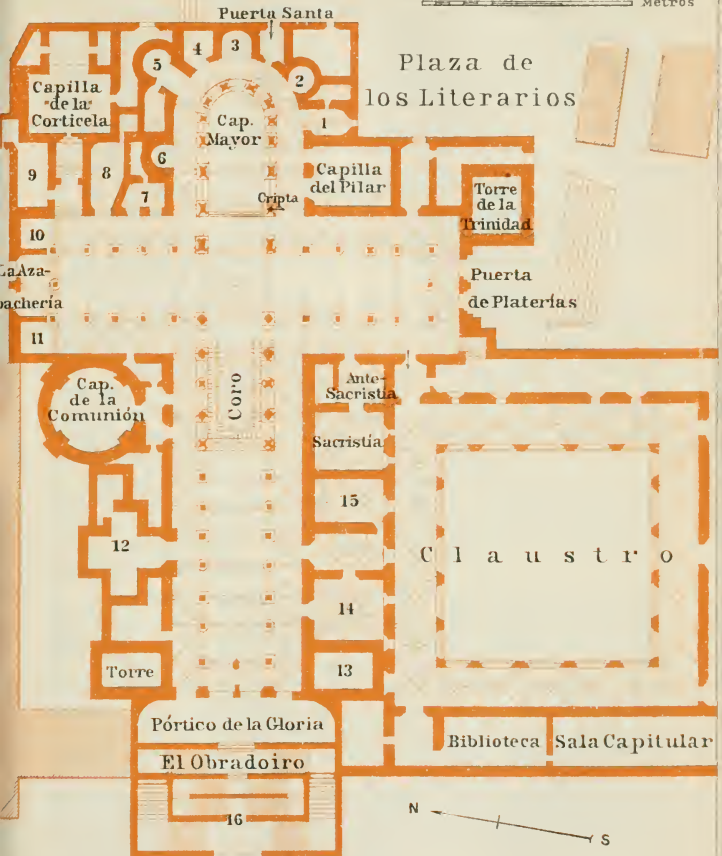 Metros
Puerta Santa
Plaza de
los Literarios
4
3
5
2
1
Capilla
de la
Corticela
Cap.
Mayor
6
9
8
7
Capilla
del Pilar
Cripta
Torre
de la
Trinidad
10
La Aza-
bachería
11
Puerta
de Platerías
Cap.
de la
Comunión
Coro
Ante-
Sacristía
Sacristía
15
12
Claustro
14
Torre
13
Pórtico de la Gloria
El Obradoiro
Biblioteca
Sala Capitular
16
N
S